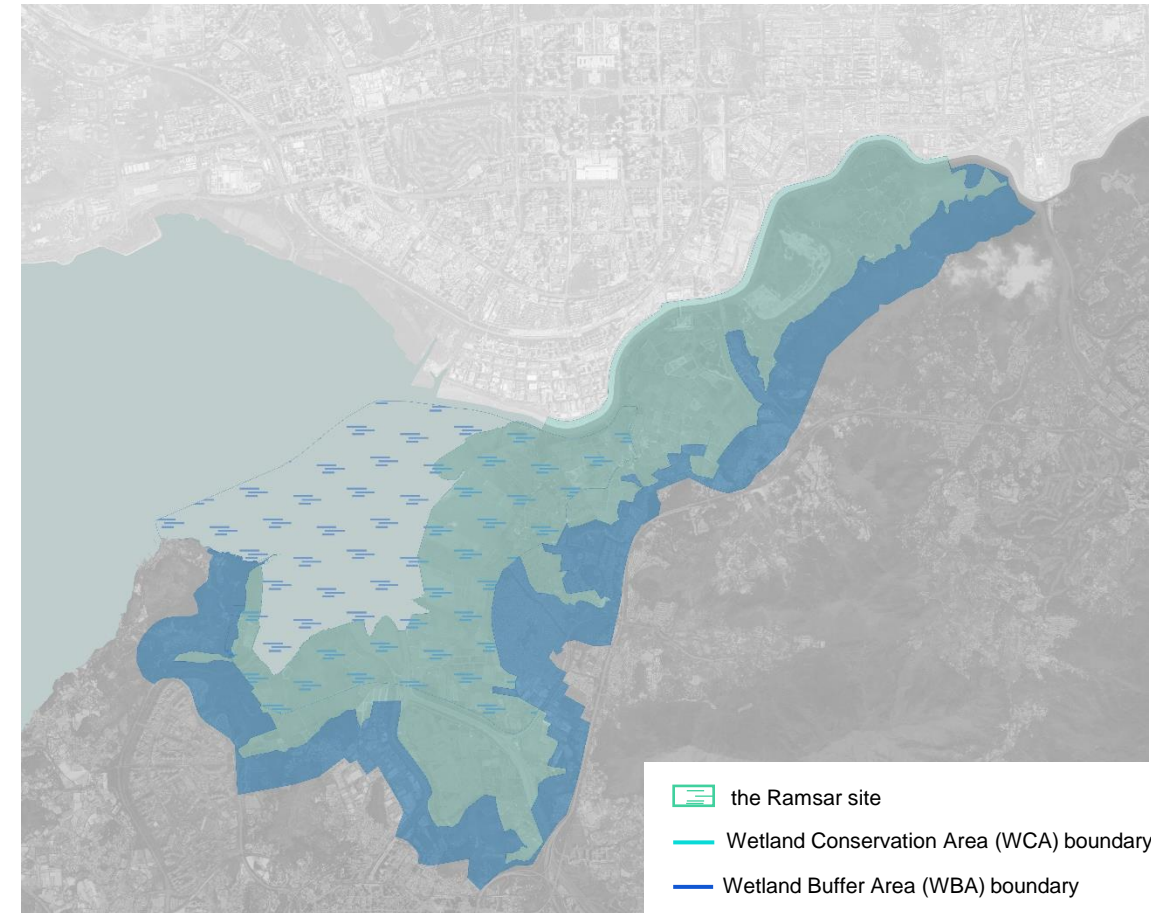 the Ramsar site
Wetland Conservation Area (WCA) boundary
Wetland Buffer Area (WBA) boundary